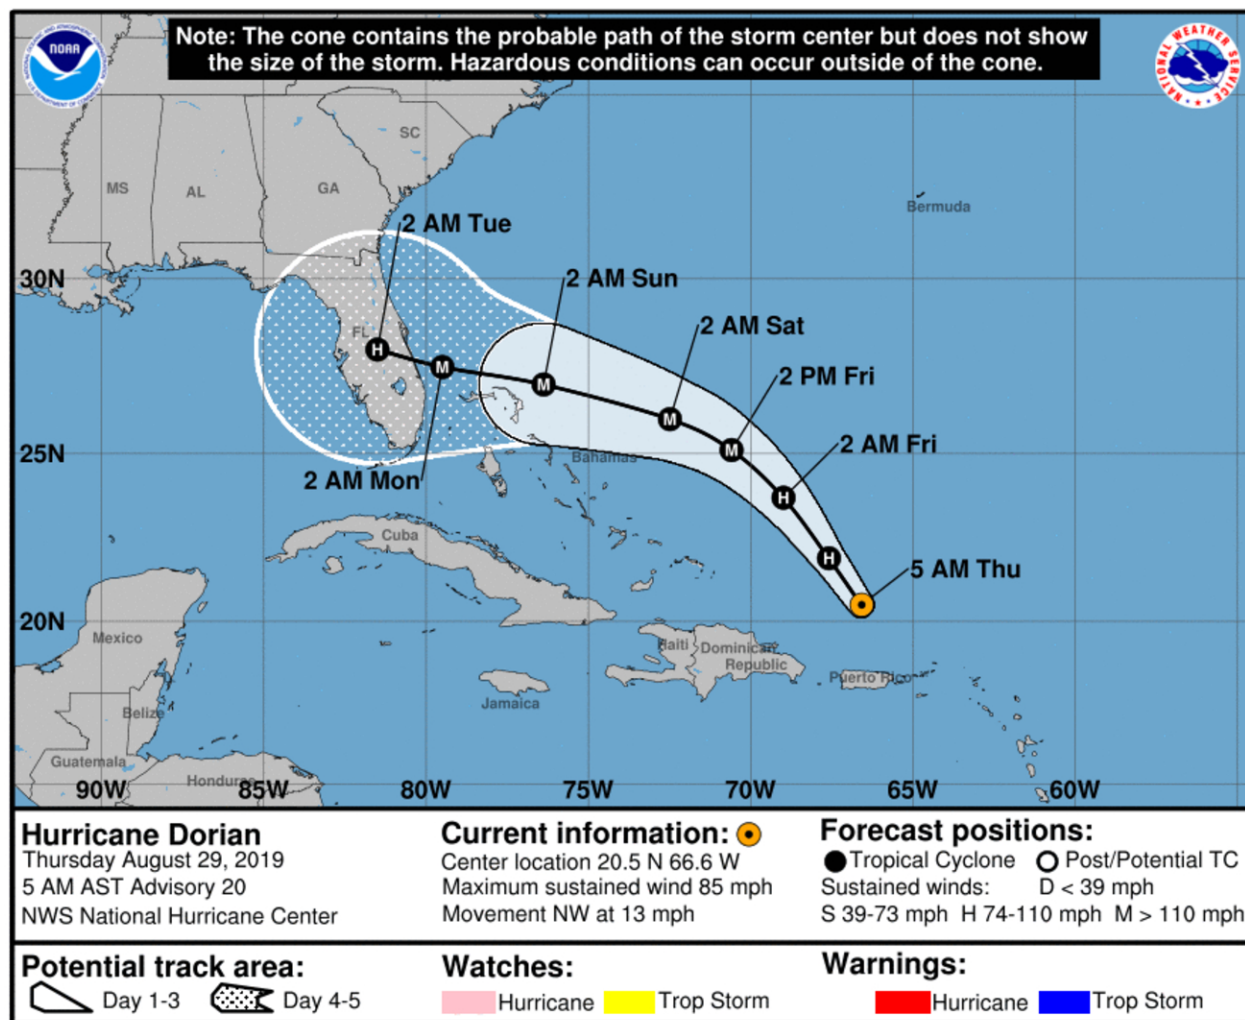 Note: The cone contains the probable path of the storm center but does not show
the size of the storm. Hazardous conditions can occur outside of the cone.
NOAA
NATIONAL WEATHER SERVICE
SC
MS
AL
GA
Bermuda
2 AM Tue
30N
2 AM Sun
2 AM Sat
FL
2 PM Fri
H
M
M
M
M
H
H
2 AM Fri
25N
Bahamas
2 AM Mon
Cuba
5 AM Thu
20N
Mexico
Haiti
Dominican
Republic
Puerto Rico
Jamaica
Belize
Guatemala
Honduras
90W 85W 80W 75W 70W 65W 60W
Hurricane Dorian
Thursday August 29, 2019
5 AM AST Advisory 20
NWS National Hurricane Center
Current information:
Center location 20.5 N 66.6 W
Maximum sustained wind 85 mph
Movement NW at 13 mph
Forecast positions:
Tropical Cyclone Post/Potential TC
Sustained winds: D < 39 mph
S 39-73 mph H 74-110 mph M > 110 mph
Potential track area:
Day 1-3 Day 4-5
Watches:
Hurricane Trop Storm
Warnings:
Hurricane Trop Storm